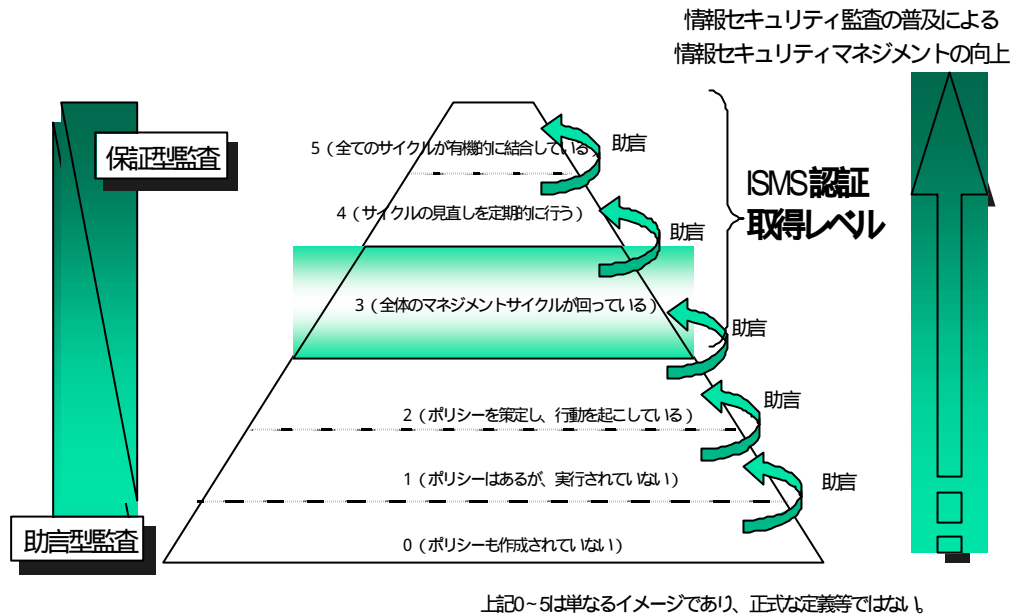 情報セキュリティ監査の普及による
情報セキュリティマネジメントの向上
保証型監査
5（全てのサイクルが有機的に結合している）
助言
ISMS認証
取得レベル
4（サイクルの見直しを定期的に行う）
助言
3（全体のマネジメントサイクルが回っている）
助言
2（ポリシーを策定し、行動を起こしている）
助言
1（ポリシーはあるが、実行されていない）
助言
助言型監査
0（ポリシーも作成されていない）
上記0~5は単なるイメージであり、正式な定義等ではない。